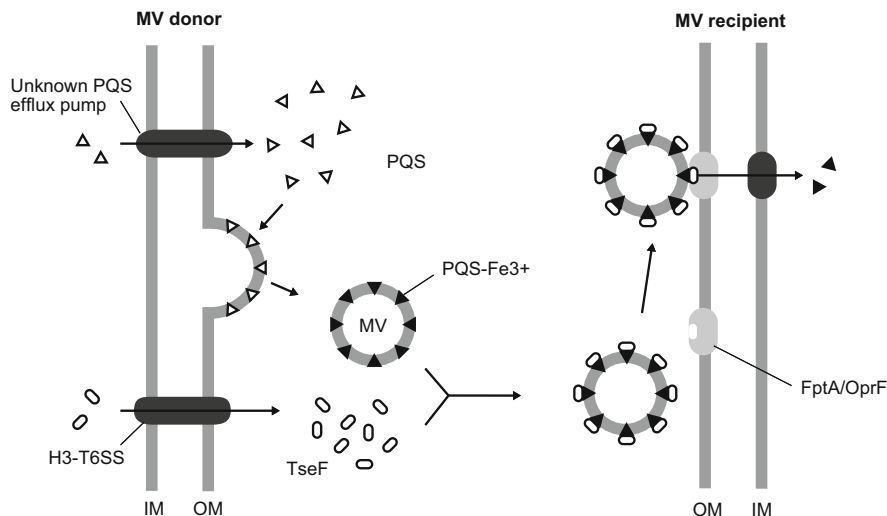 MV donor
MV recipient
Unknown PQS
efflux pump
PQS
PQS-Fe3+
MV
FptA/OprF
H3-T6SS
TseF
IM
OM
OM
IM